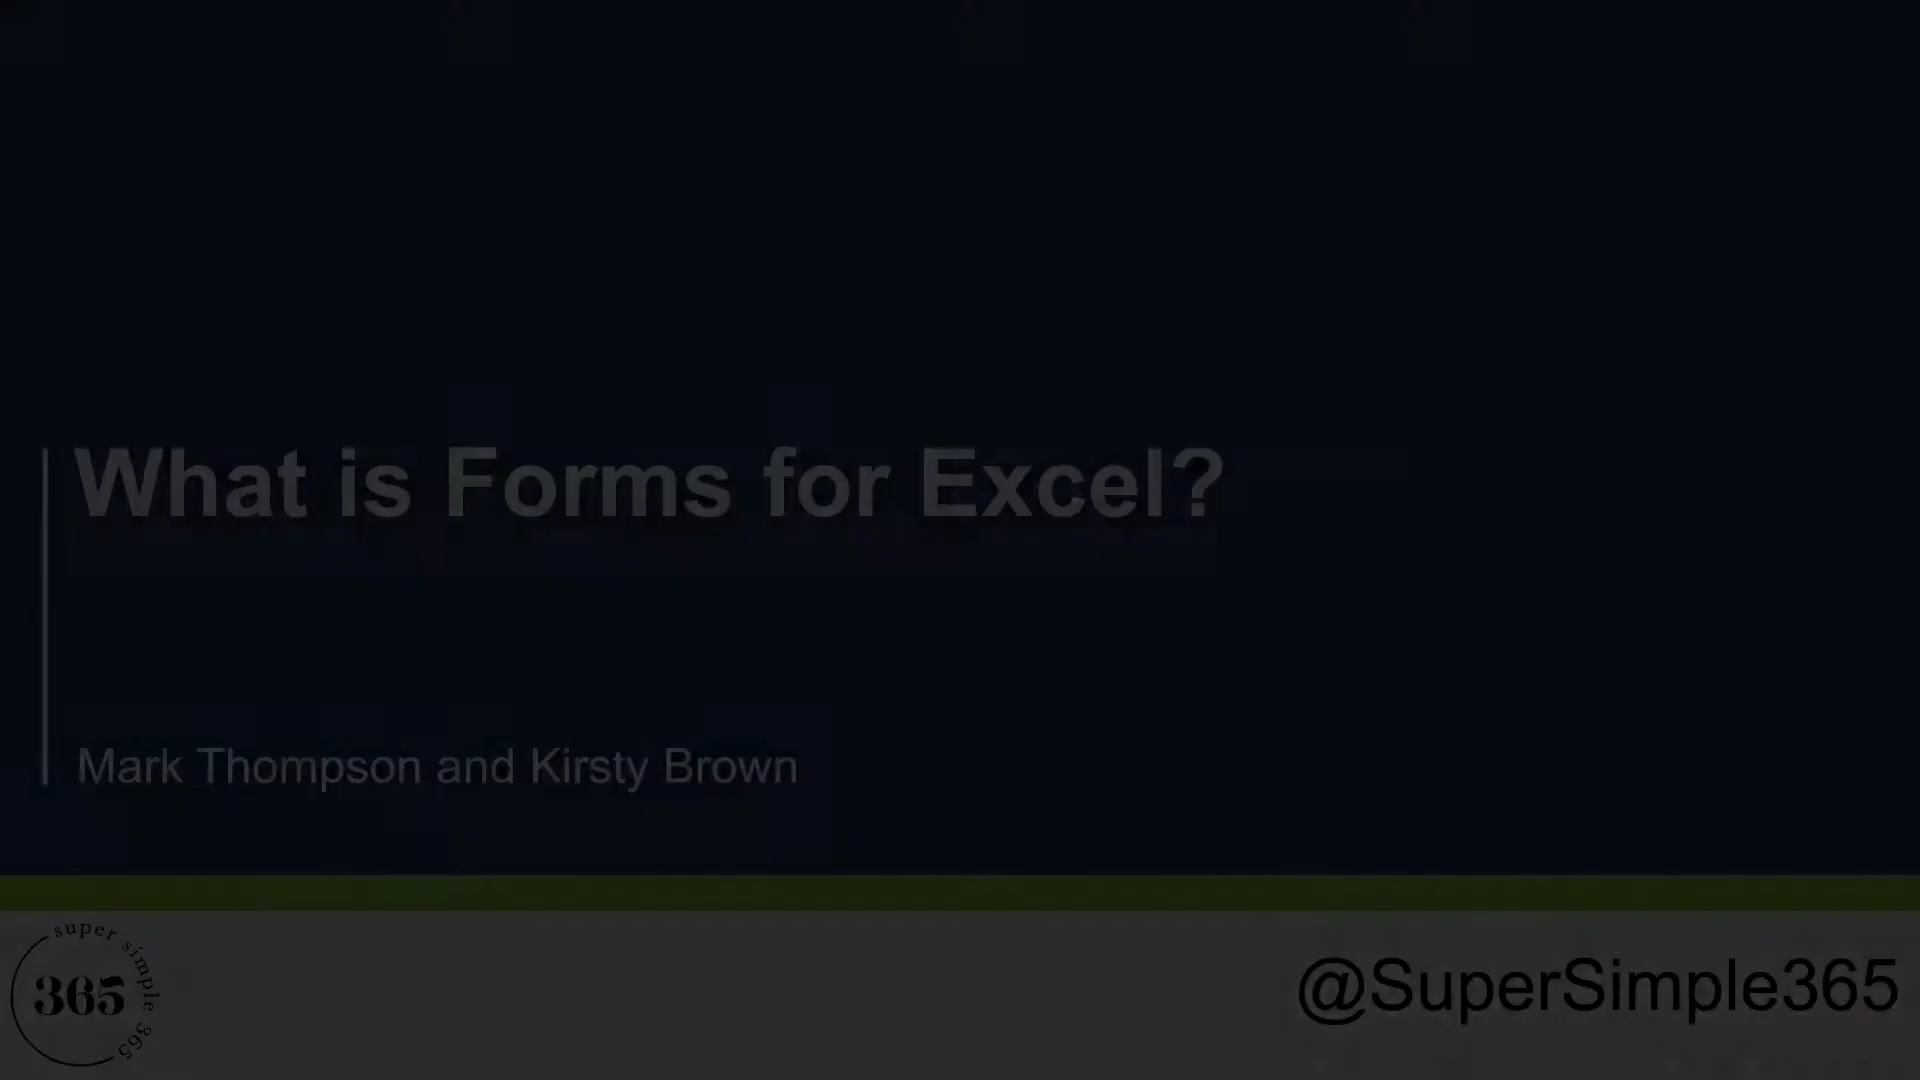 What is Forms for Excel?
Mark Thompson and Kirsty Brown
super simple 365
365
@SuperSimple365